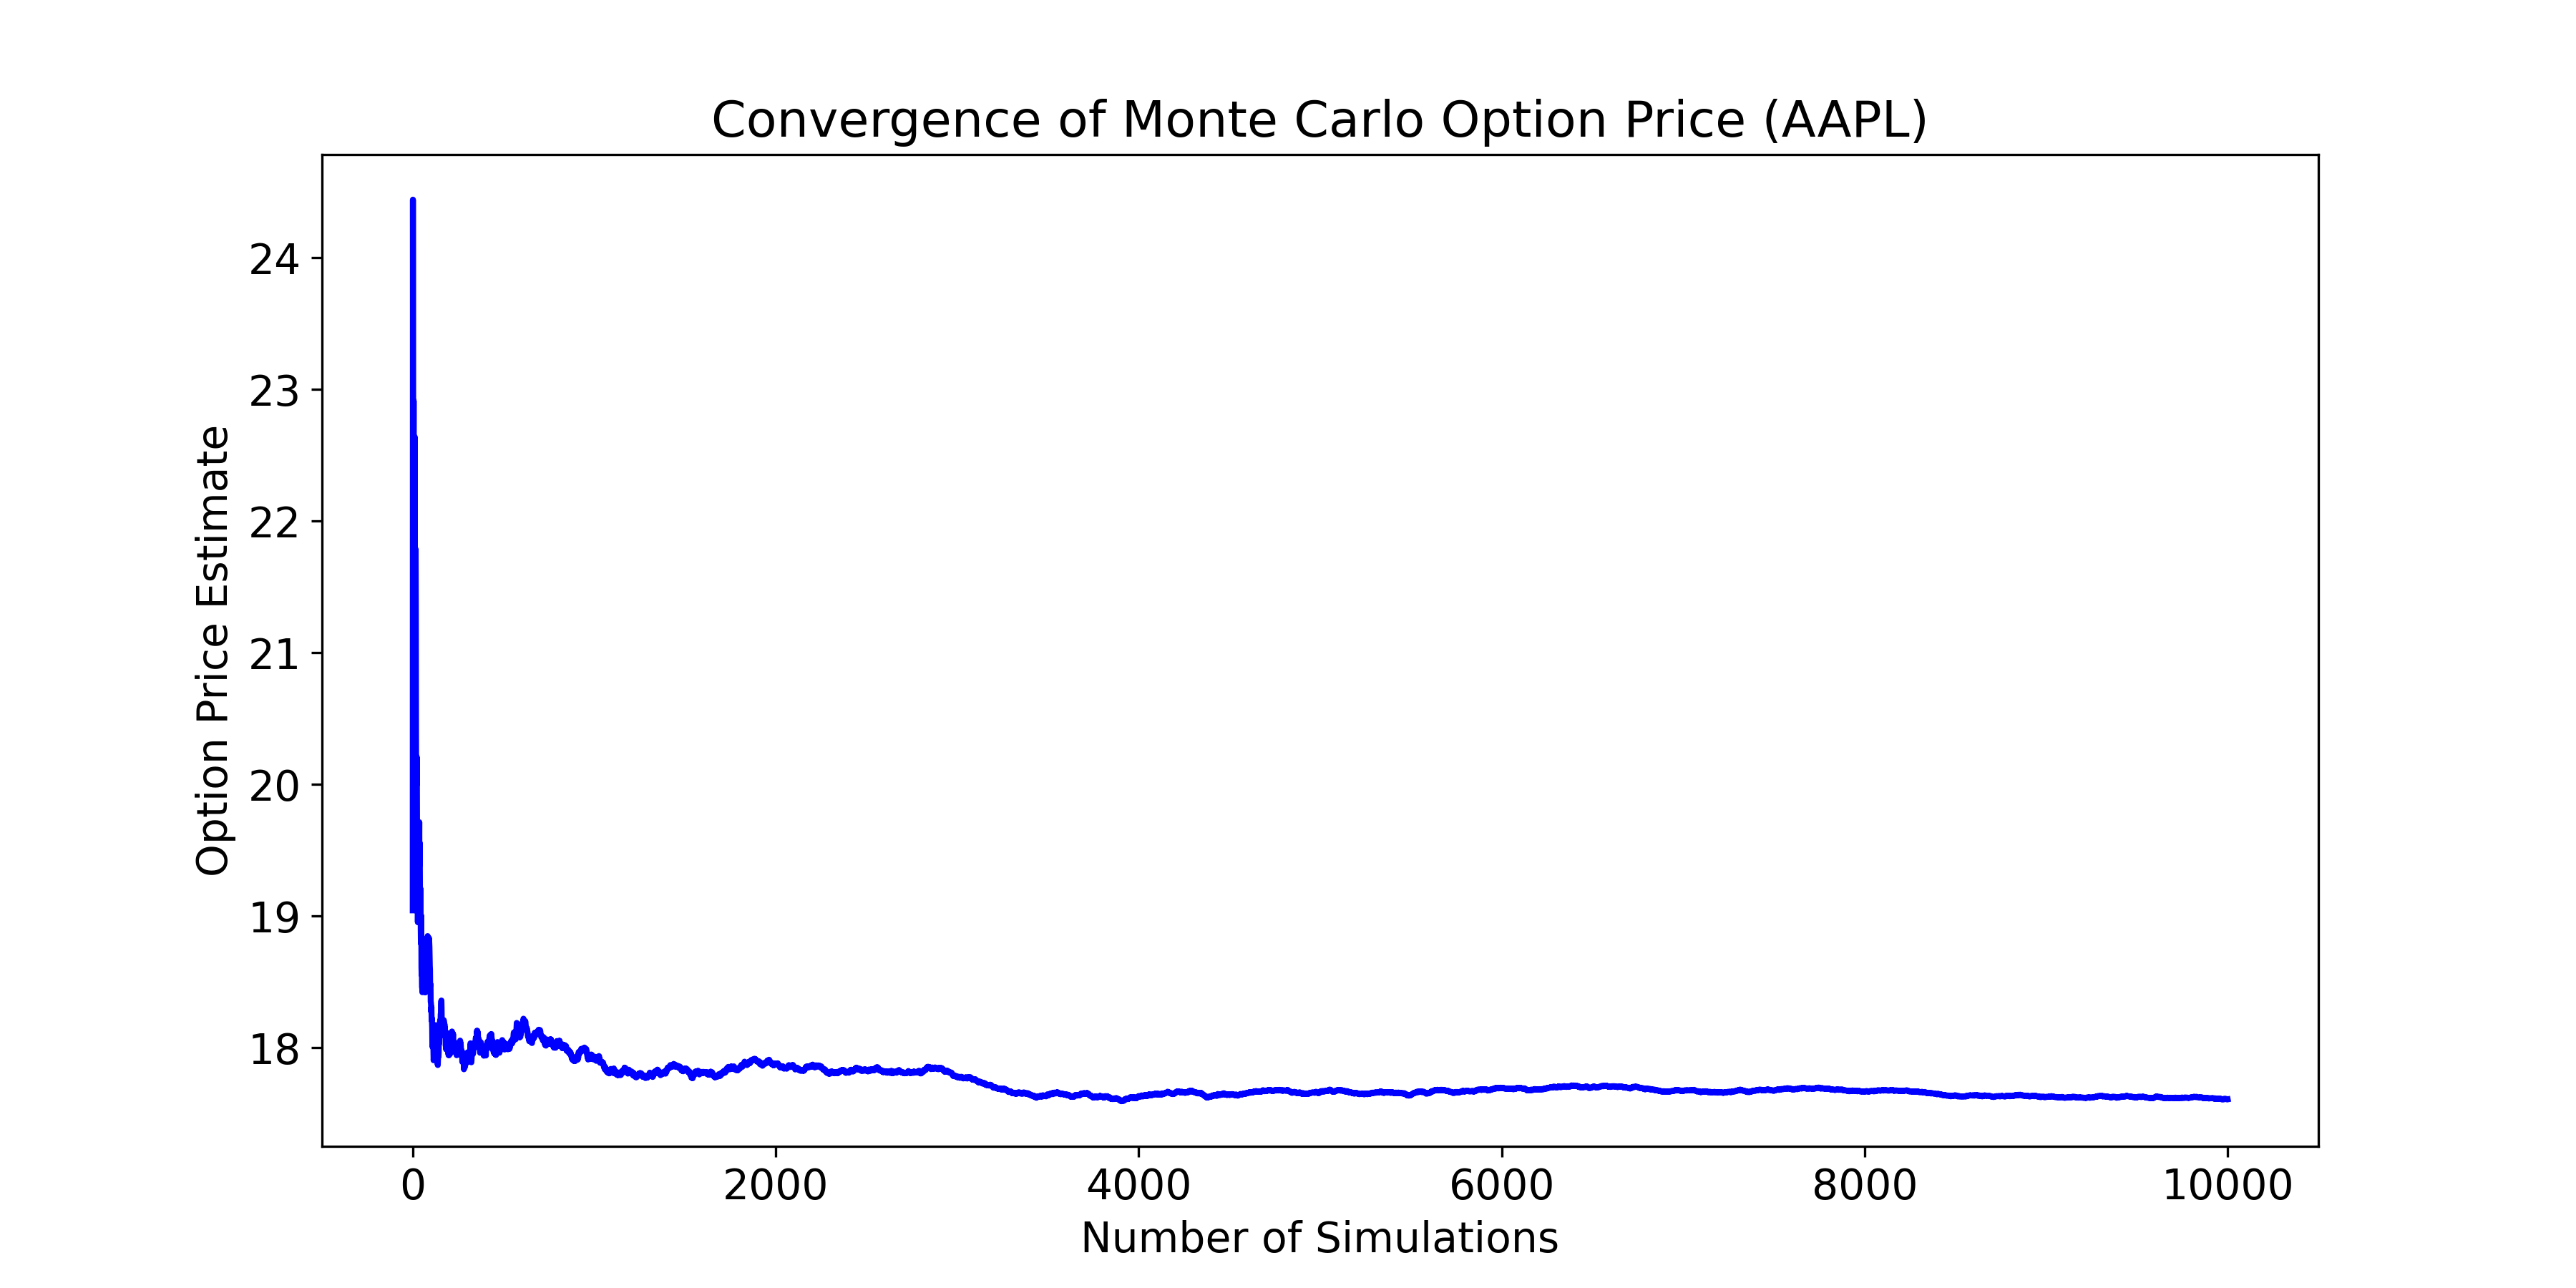 Convergence of Monte Carlo Option Price (AAPL)
Option Price Estimate
24
23
22
21
20
19
18
0 2000 4000 6000 8000 10000
Number of Simulations